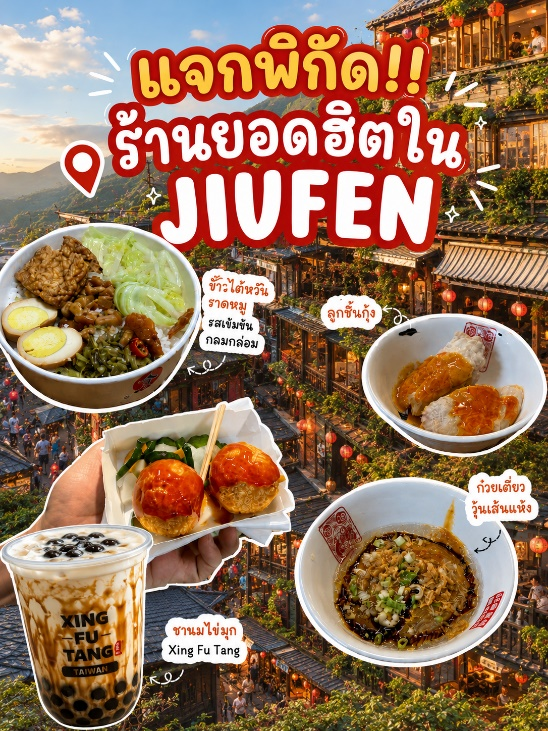 แจกพิกัด!!
ร้านยอดฮิตใน
JIUFEN
ข้าวไต้หวัน
ราดหมู
รสเข้มข้น
กลมกล่อม
ลูกชิ้นกุ้ง
ก๋วยเตี่ยว
วุ้นเส้นแห้ง
XING
FU
TANG
TAIWAN
ชานมไข่มุก
Xing Fu Tang